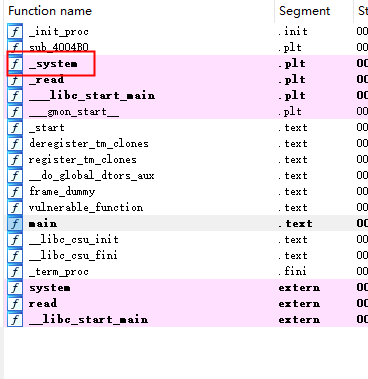 Function name Segment St
f _init_proc .init 00
f sub_4004B0 .plt 00
f _system .plt 00
f _read .plt 00
f ___libc_start_main .plt 00
f ___gmon_start__ .plt 00
f _start .text 00
f deregister_tm_clones .text 00
f register_tm_clones .text 00
f __do_global_dtors_aux .text 00
f frame_dummy .text 00
f vulnerable_function .text 00
f main .text 00
f __libc_csu_init .text 00
f __libc_csu_fini .text 00
f _term_proc .fini 00
f system extern 00
f read extern 00
f __libc_start_main extern 00